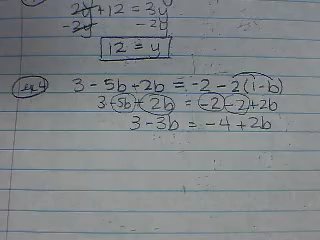 2y + 12 = 3y
-2y -2y
12 = y
ex4 3 - 5b + 2b = -2 - 2(1-b)
3 - 5b + 2b = -2 - 2 + 2b
3 - 3b = -4 + 2b